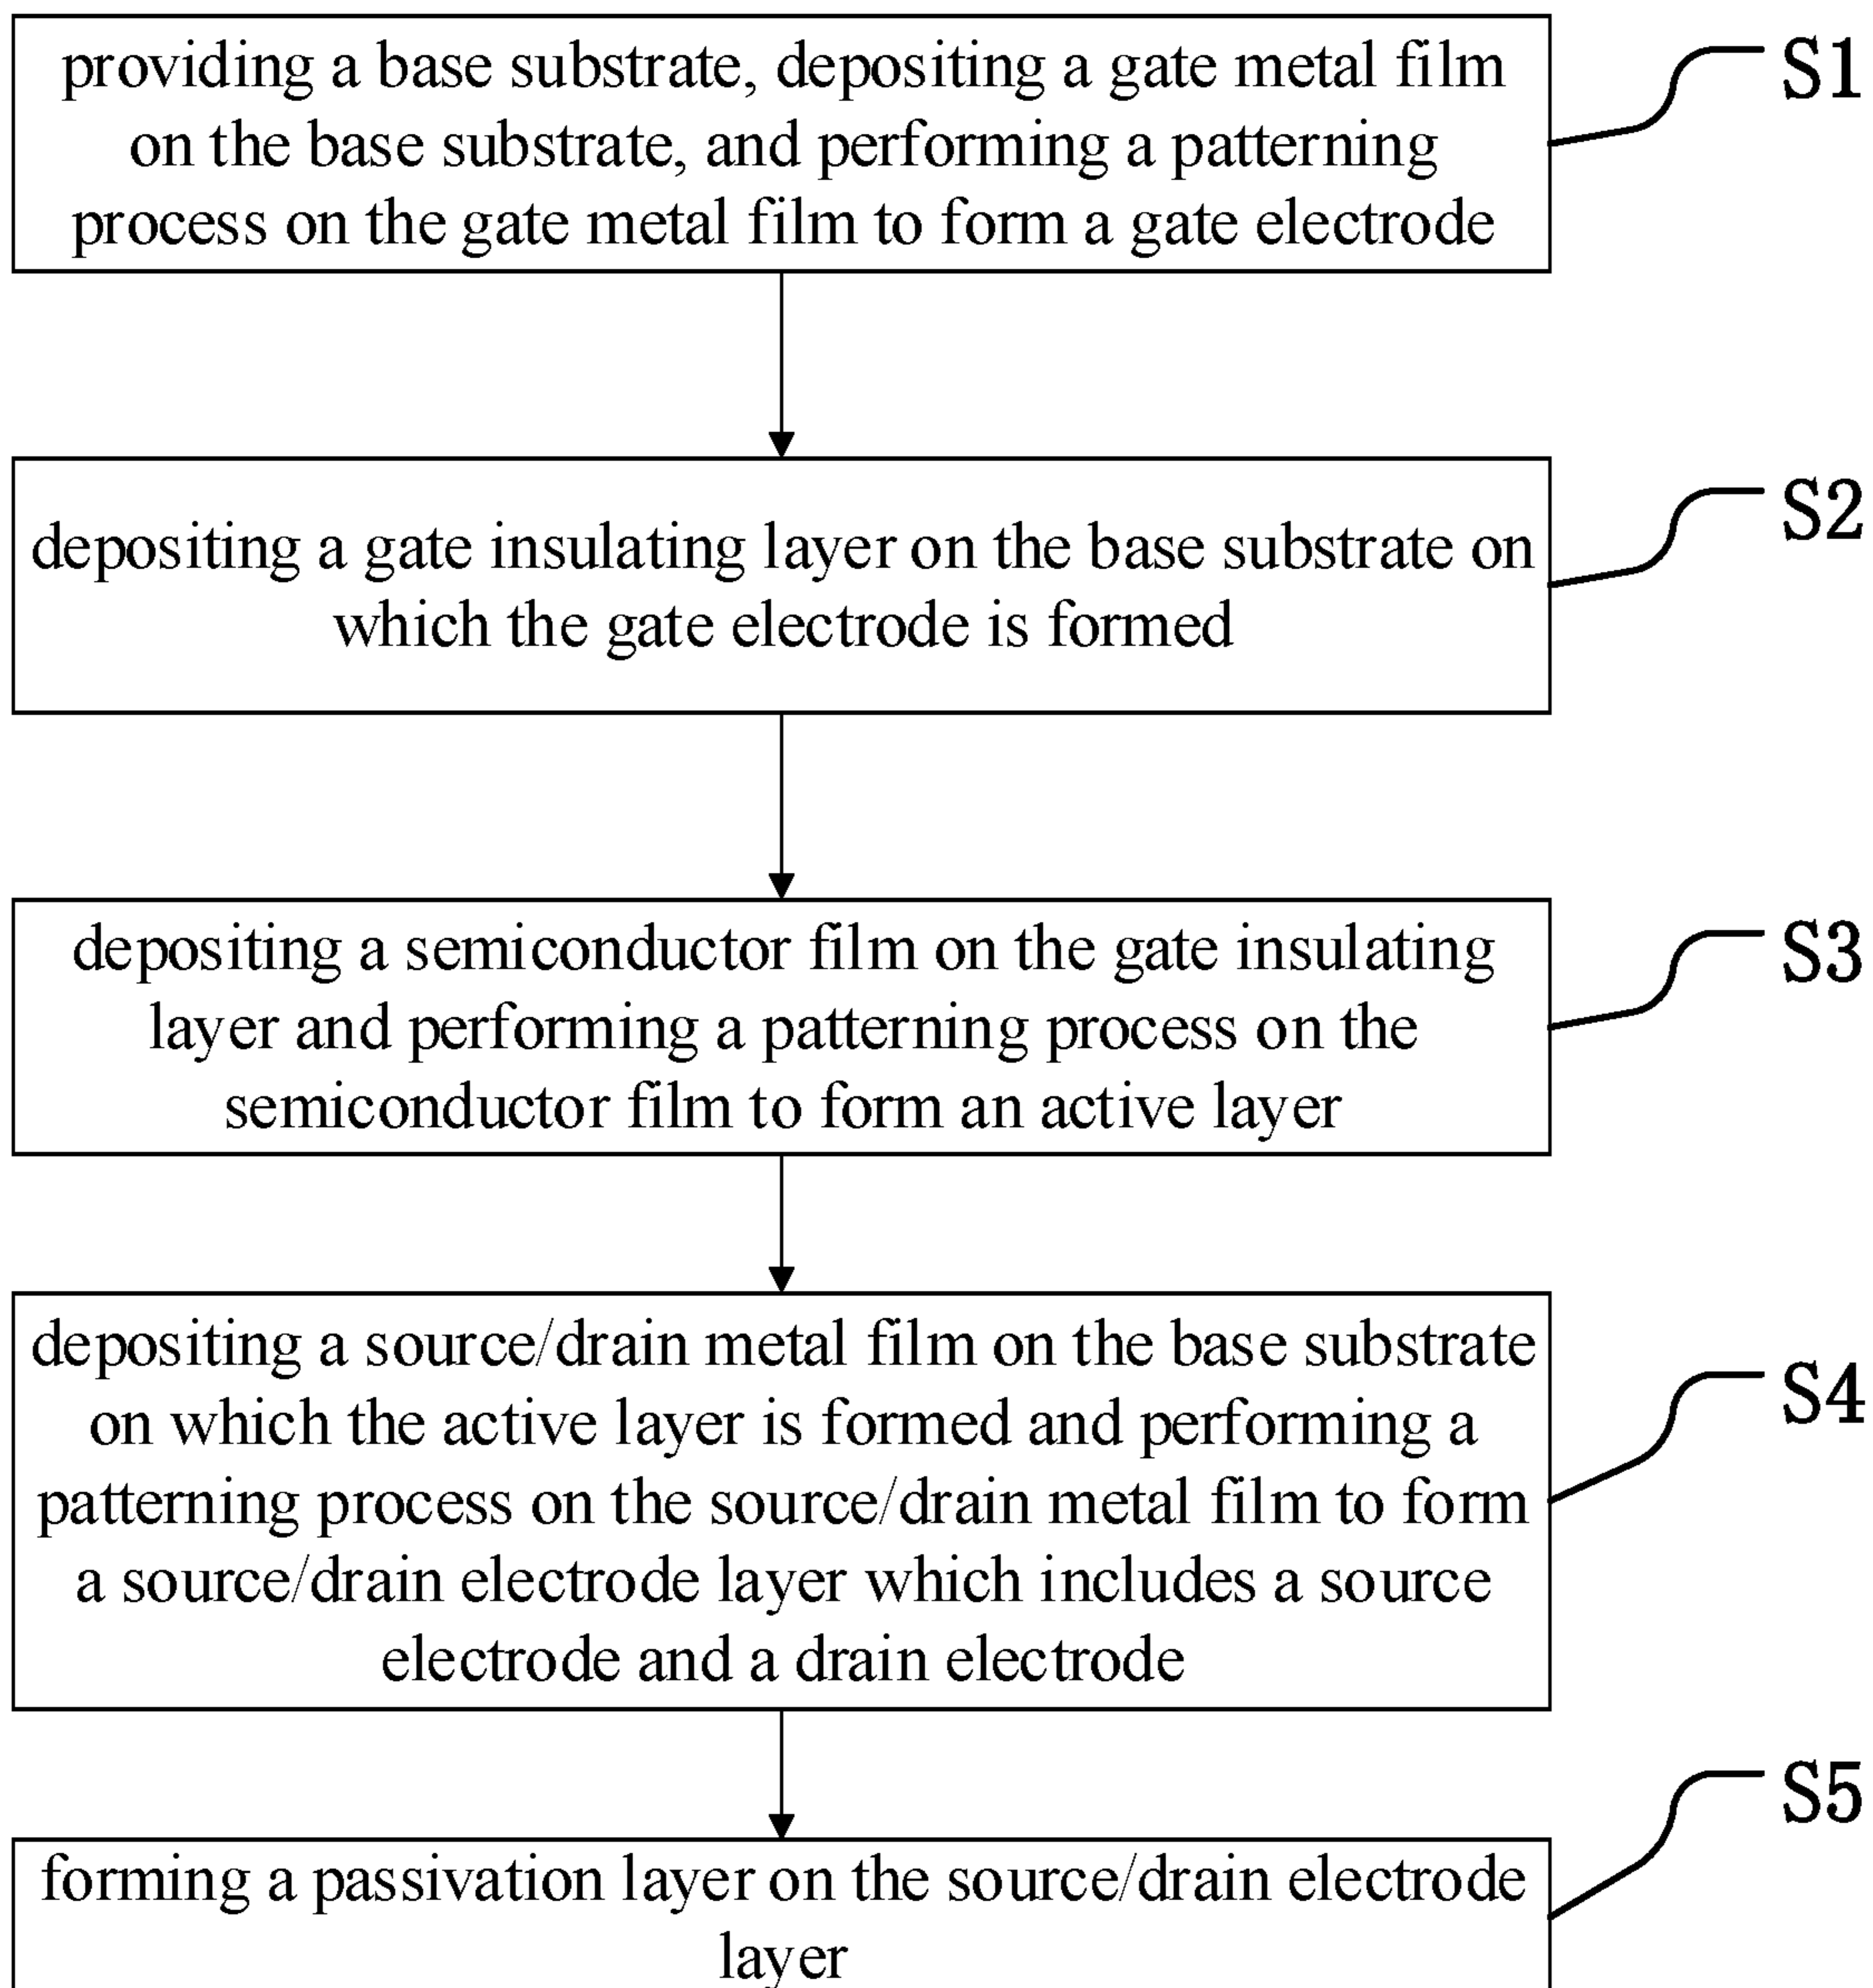 providing a base substrate, depositing a gate metal film
on the base substrate, and performing a patterning
process on the gate metal film to form a gate electrode
S1
depositing a gate insulating layer on the base substrate on
which the gate electrode is formed
S2
depositing a semiconductor film on the gate insulating
layer and performing a patterning process on the
semiconductor film to form an active layer
S3
depositing a source/drain metal film on the base substrate
on which the active layer is formed and performing a
patterning process on the source/drain metal film to form
a source/drain electrode layer which includes a source
electrode and a drain electrode
S4
forming a passivation layer on the source/drain electrode
layer
S5